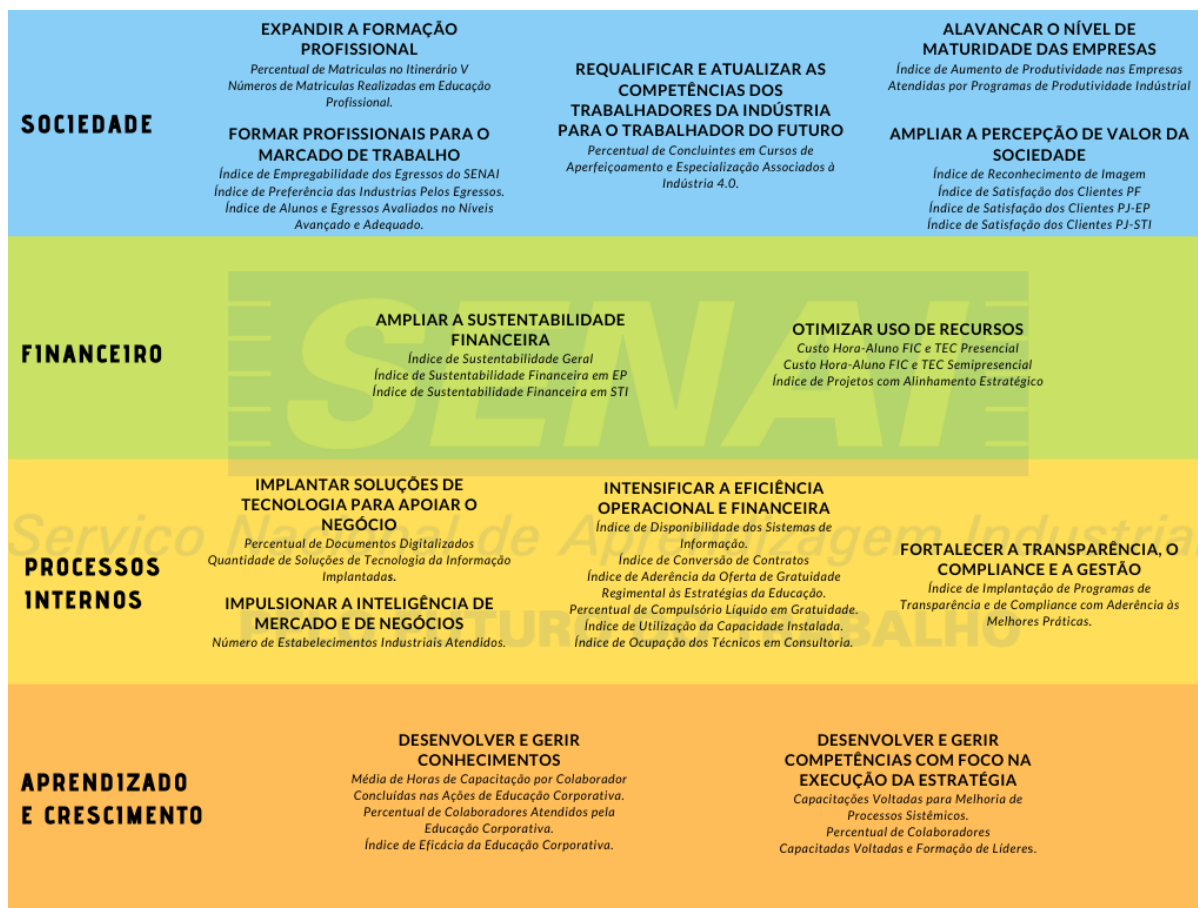 SOCIEDADE
EXPANDIR A FORMAÇÃO
PROFISSIONAL
Percentual de Matriculas no Itinerário V
Números de Matriculas Realizadas em Educação
Profissional.
FORMAR PROFISSIONAIS PARA O
MARCADO DE TRABALHO
Índice de Empregabilidade dos Egressos do SENAI
Índice de Preferência das Industrias Pelos Egressos.
Índice de Alunos e Egressos Avaliados no Níveis
Avançado e Adequado.
REQUALIFICAR E ATUALIZAR AS
COMPETÊNCIAS DOS
TRABALHADORES DA INDÚSTRIA
PARA O TRABALHADOR DO FUTURO
Percentual de Concluintes em Cursos de
Aperfeiçoamento e Especialização Associados à
Indústria 4.0.
ALAVANCAR O NÍVEL DE
MATURIDADE DAS EMPRESAS
Índice de Aumento de Produtividade nas Empresas
Atendidas por Programas de Produtividade Indústrial
AMPLIAR A PERCEPÇÃO DE VALOR DA
SOCIEDADE
Índice de Reconhecimento de Imagem
Índice de Satisfação dos Clientes PF
Índice de Satisfação dos Clientes PJ-EP
Índice de Satisfação dos Clientes PJ-STI
FINANCEIRO
SENAI
AMPLIAR A SUSTENTABILIDADE
FINANCEIRA
Índice de Sustentabilidade Geral
Índice de Sustentabilidade Financeira em EP
Índice de Sustentabilidade Financeira em STI
OTIMIZAR USO DE RECURSOS
Custo Hora-Aluno FIC e TEC Presencial
Custo Hora-Aluno FIC e TEC Semipresencial
Índice de Projetos com Alinhamento Estratégico
PROCESSOS
INTERNOS
Serviço Nacional de Aprendizagem Industria
IMPLANTAR SOLUÇÕES DE
TECNOLOGIA PARA APOIAR O
NEGÓCIO
Percentual de Documentos Digitalizados
Quantidade de Soluções de Tecnologia da Informação
Implantadas.
IMPULSIONAR A INTELIGÊNCIA DE
MERCADO E DE NEGÓCIOS
Número de Estabelecimentos Industriais Atendidos.
INTENSIFICAR A EFICIÊNCIA
OPERACIONAL E FINANCEIRA
Índice de Disponibilidade dos Sistemas de
Informação.
Índice de Conversão de Contratos
Índice de Aderência da Oferta de Gratuidade
Regimental às Estratégias da Educação.
Percentual de Compulsório Líquido em Gratuidade.
Índice de Utilização da Capacidade Instalada.
Índice de Ocupação dos Técnicos em Consultoria.
FORTALECER A TRANSPARÊNCIA, O
COMPLIANCE E A GESTÃO
Índice de Implantação de Programas de
Transparência e de Compliance com Aderência às
Melhores Práticas.
FUTURO TRABALHO
APRENDIZADO
E CRESCIMENTO
DESENVOLVER E GERIR
CONHECIMENTOS
Média de Horas de Capacitação por Colaborador
Concluídas nas Ações de Educação Corporativa.
Percentual de Colaboradores Atendidos pela
Educação Corporativa.
Índice de Eficácia da Educação Corporativa.
DESENVOLVER E GERIR
COMPETÊNCIAS COM FOCO NA
EXECUÇÃO DA ESTRATÉGIA
Capacitações Voltadas para Melhoria de
Processos Sistêmicos.
Percentual de Colaboradores
Capacitadas Voltadas e Formação de Líderes.